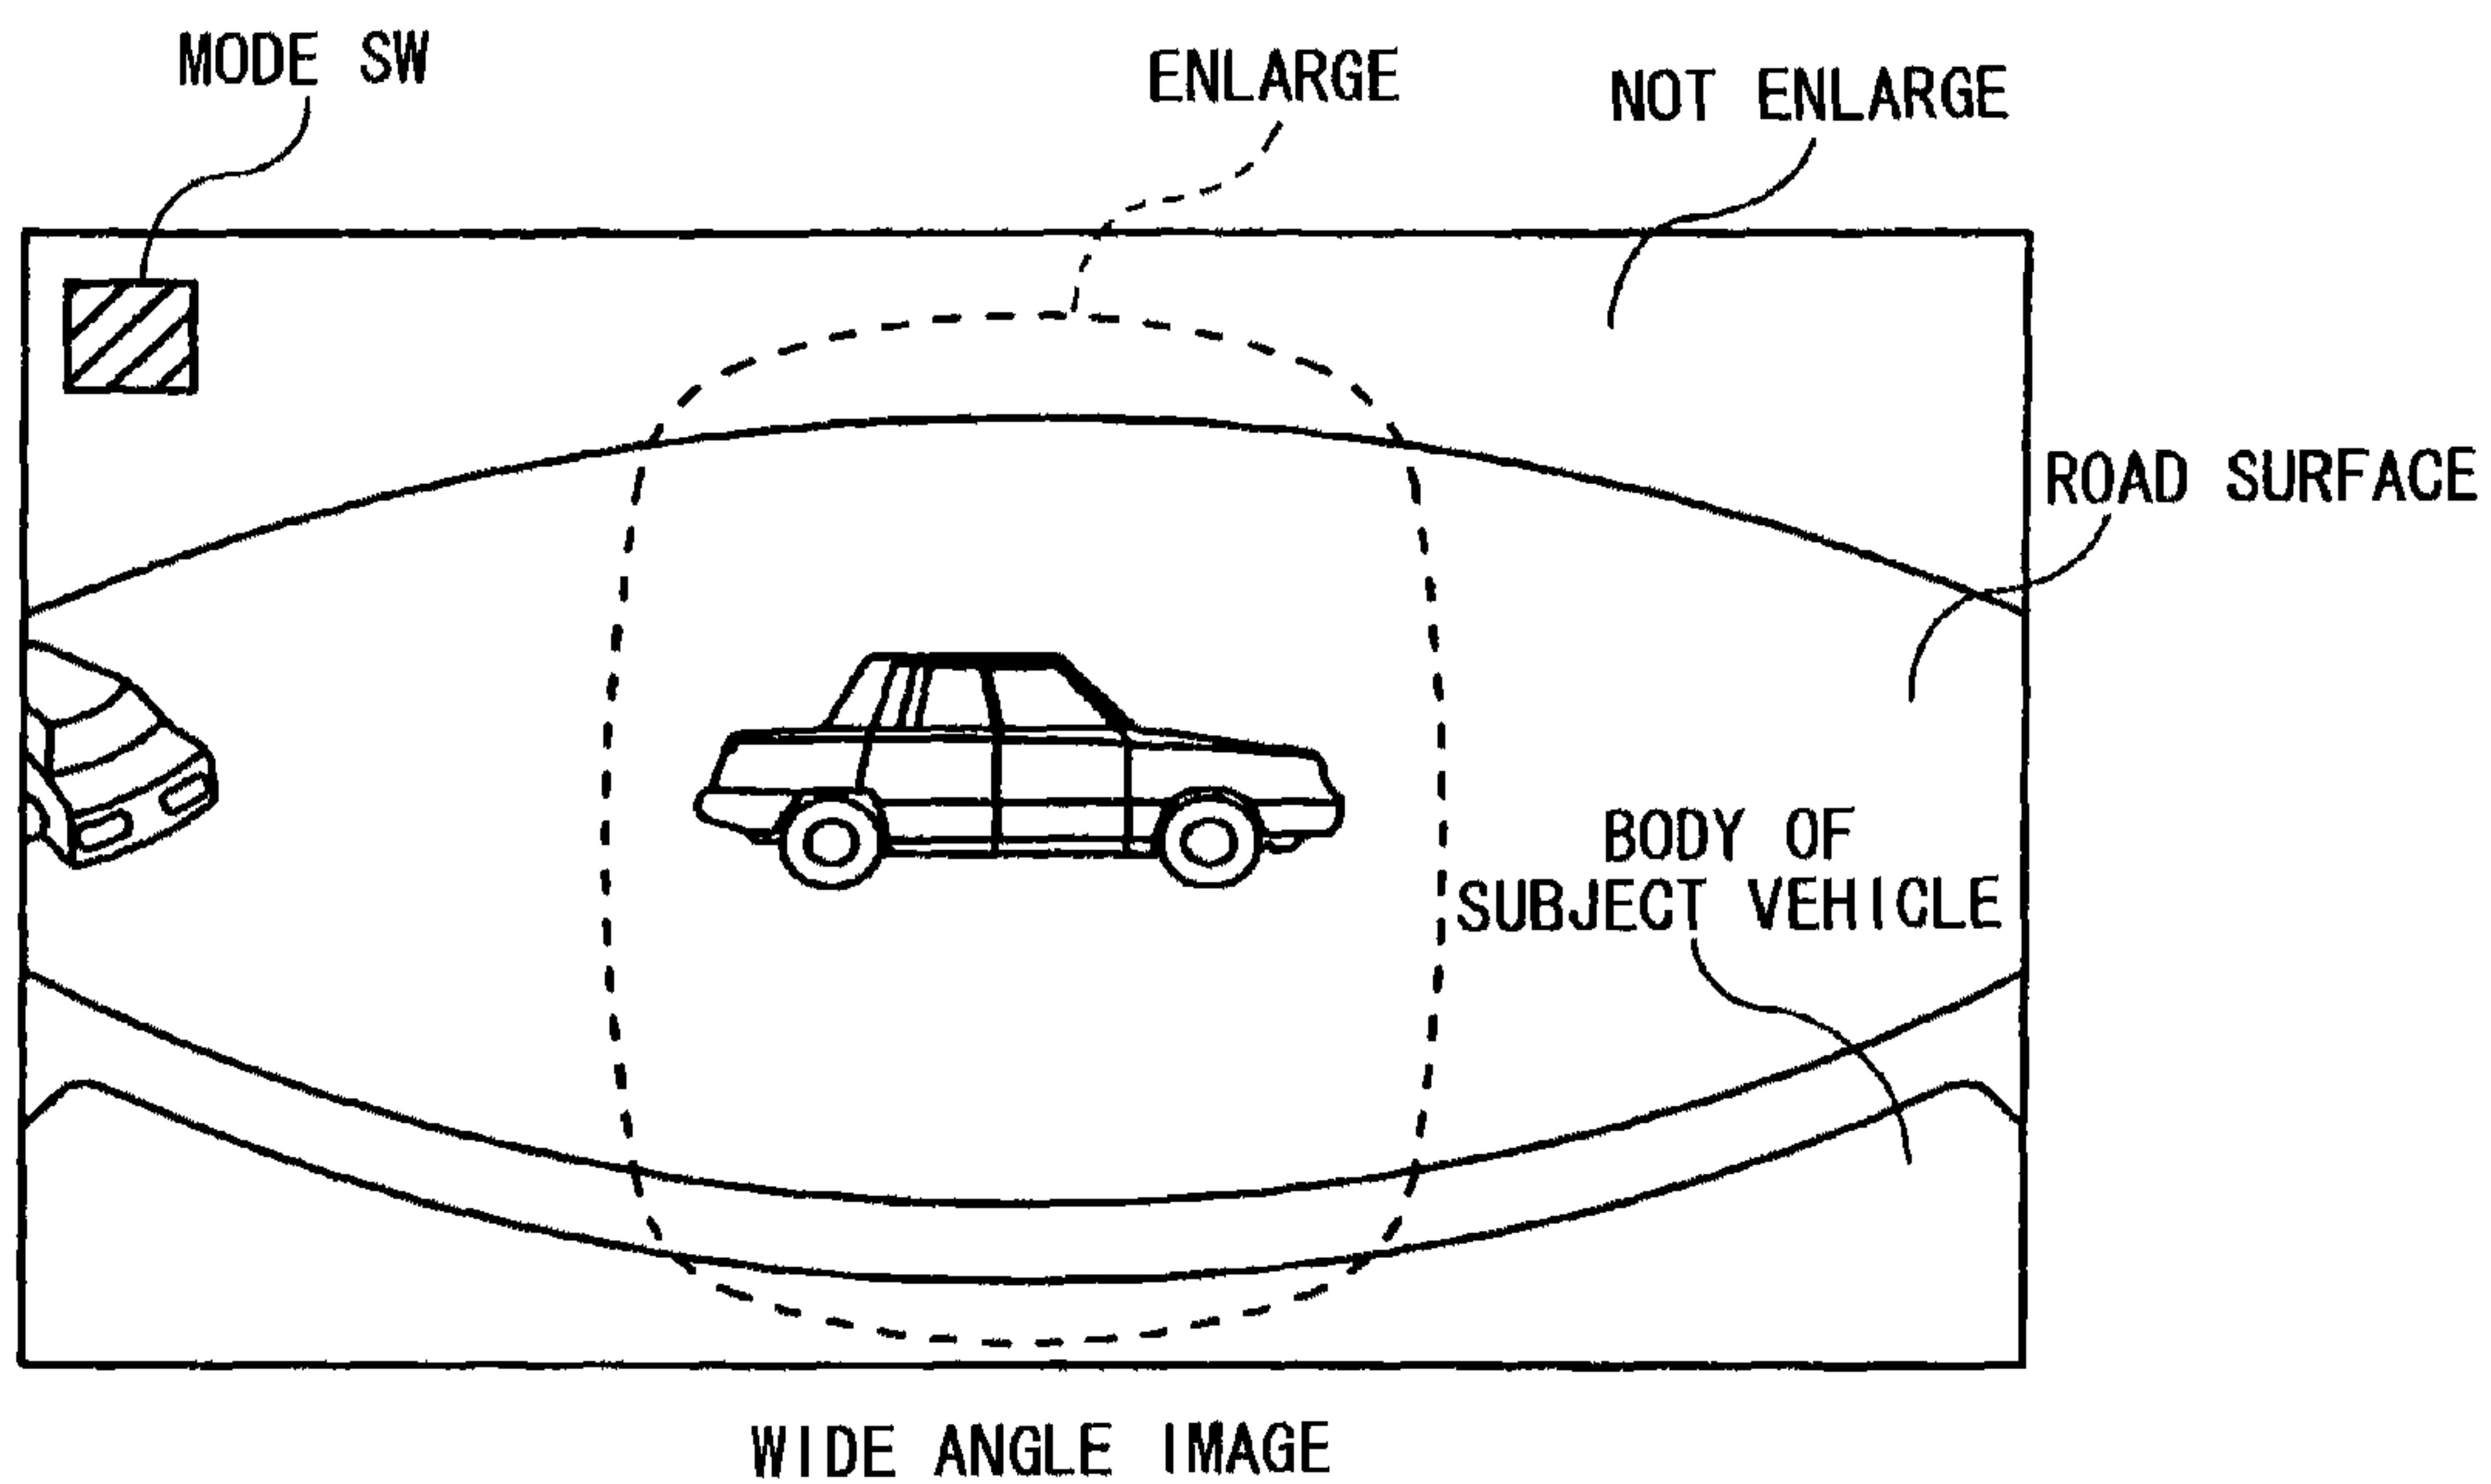 MODE SW
ENLARGE
NOT ENLARGE
ROAD SURFACE
BODY OF
SUBJECT VEHICLE
WIDE ANGLE IMAGE